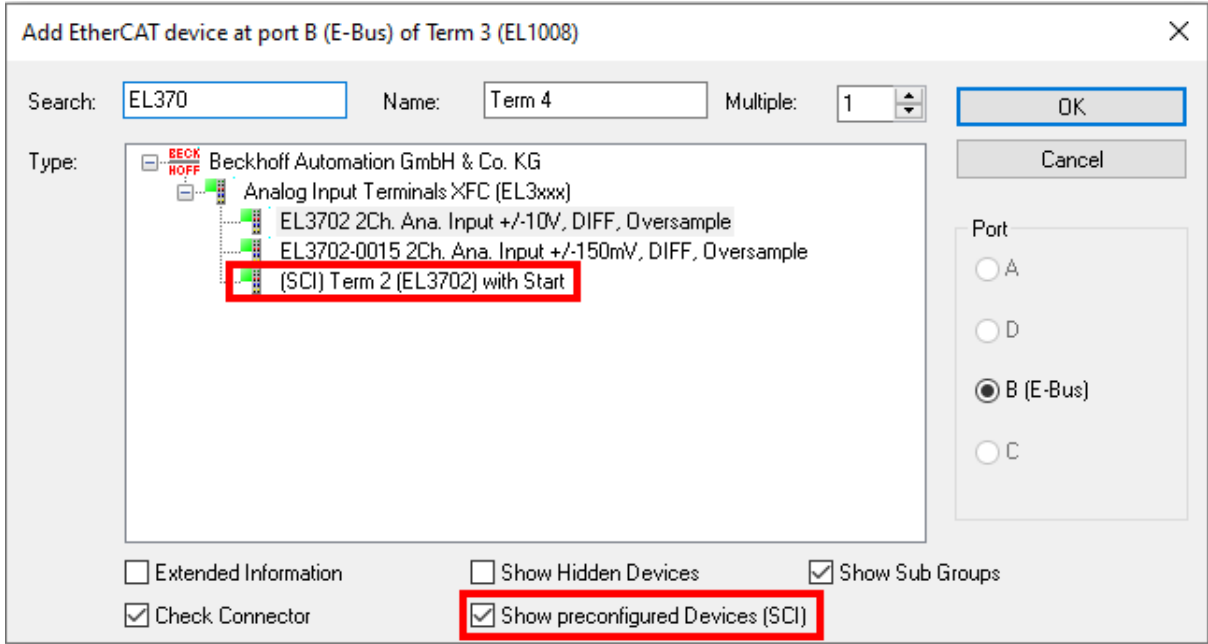 Add EtherCAT device at port B (E-Bus) of Term 3 (EL1008)
Search: EL370 Name: Term 4 Multiple: 1 OK
Type: BECKHOFF Beckhoff Automation GmbH & Co. KG Cancel
Analog Input Terminals XFC (EL3xxx)
EL3702 2Ch. Ana. Input +/-10V, DIFF, Oversample
EL3702-0015 2Ch. Ana. Input +/-150mV, DIFF, Oversample
(SCI) Term 2 (EL3702) with Start
Port
A
D
B (E-Bus)
C
Extended Information Show Hidden Devices Show Sub Groups
Check Connector Show preconfigured Devices (SCI)